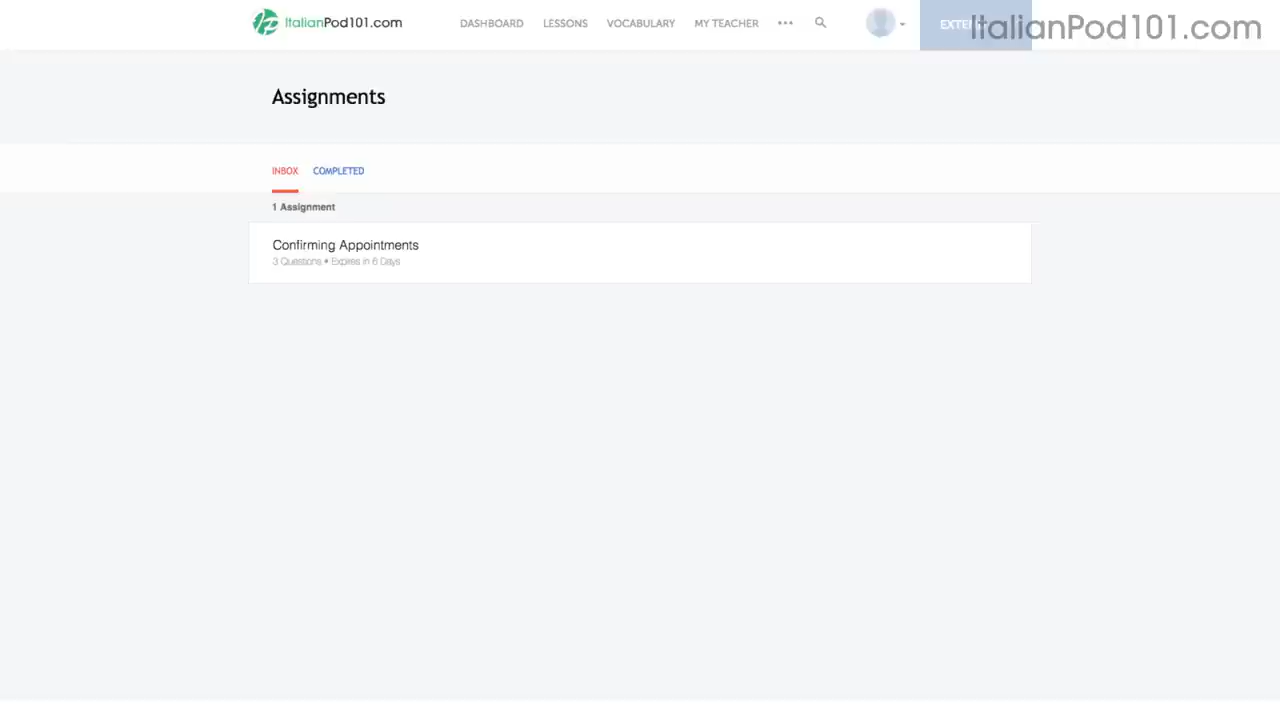 ItalianPod101.com
DASHBOARD LESSONS VOCABULARY MY TEACHER •••
ItalianPod101.com
Assignments
INBOX COMPLETED
1 Assignment
Confirming Appointments
3 Questions • Expires in 6 Days